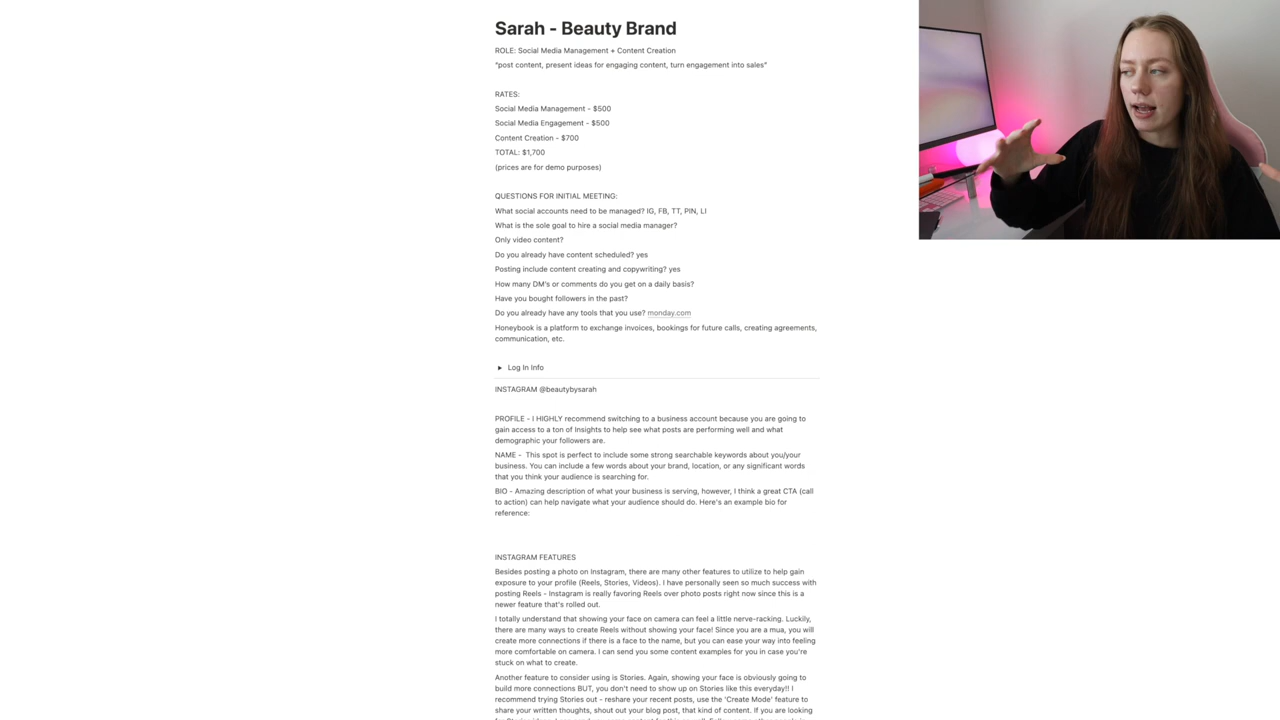 Sarah - Beauty Brand
ROLE: Social Media Management + Content Creation
"post content, present ideas for engaging content, turn engagement into sales"
RATES:
Social Media Management - $500
Social Media Engagement - $500
Content Creation - $700
TOTAL: $1,700
(prices are for demo purposes)
QUESTIONS FOR INITIAL MEETING:
What social accounts need to be managed? IG, FB, TT, PIN, LI
What is the sole goal to hire a social media manager?
Only video content?
Do you already have content scheduled? yes
Posting include content creating and copywriting? yes
How many DM's or comments do you get on a daily basis?
Have you bought followers in the past?
Do you already have any tools that you use? monday.com
Honeybook is a platform to exchange invoices, bookings for future calls, creating agreements,
communication, etc.
Log In Info
INSTAGRAM @beautybysarah
PROFILE - I HIGHLY recommend switching to a business account because you are going to
gain access to a ton of Insights to help see what posts are performing well and what
demographic your followers are.
NAME - This spot is perfect to include some strong searchable keywords about you/your
business. You can include a few words about your brand, location, or any significant words
that you think your audience is searching for.
BIO - Amazing description of what your business is serving, however, I think a great CTA (call
to action) can help navigate what your audience should do. Here's an example bio for
reference:
INSTAGRAM FEATURES
Besides posting a photo on Instagram, there are many other features to utilize to help gain
exposure to your profile (Reels, Stories, Videos). I have personally seen so much success with
posting Reels - Instagram is really favoring Reels over photo posts right now since this is a
newer feature that's rolled out.
I totally understand that showing your face on camera can feel a little nerve-racking. Luckily,
there are many ways to create Reels without showing your face! Since you are a mua, you will
create more connections if there is a face to the name, but you can ease your way into feeling
more comfortable on camera. I can send you some content examples for you in case you're
stuck on what to create.
Another feature to consider using is Stories. Again, showing your face is obviously going to
build more connections BUT, you don't need to show up on Stories like this everyday!! I
recommend trying Stories out - reshare your recent posts, use the 'Create Mode' feature to
share your written thoughts, shout out your blog post, that kind of content. If you are looking